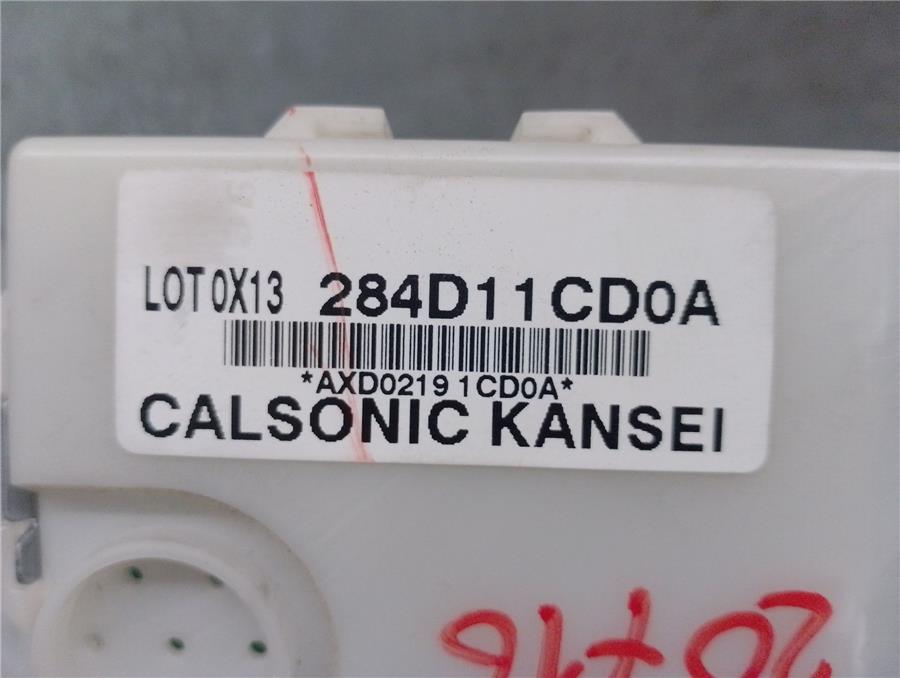 LOT 0X13 284D11CD0A
*AXD0219 1CD0A*
CALSONIC KANSEI